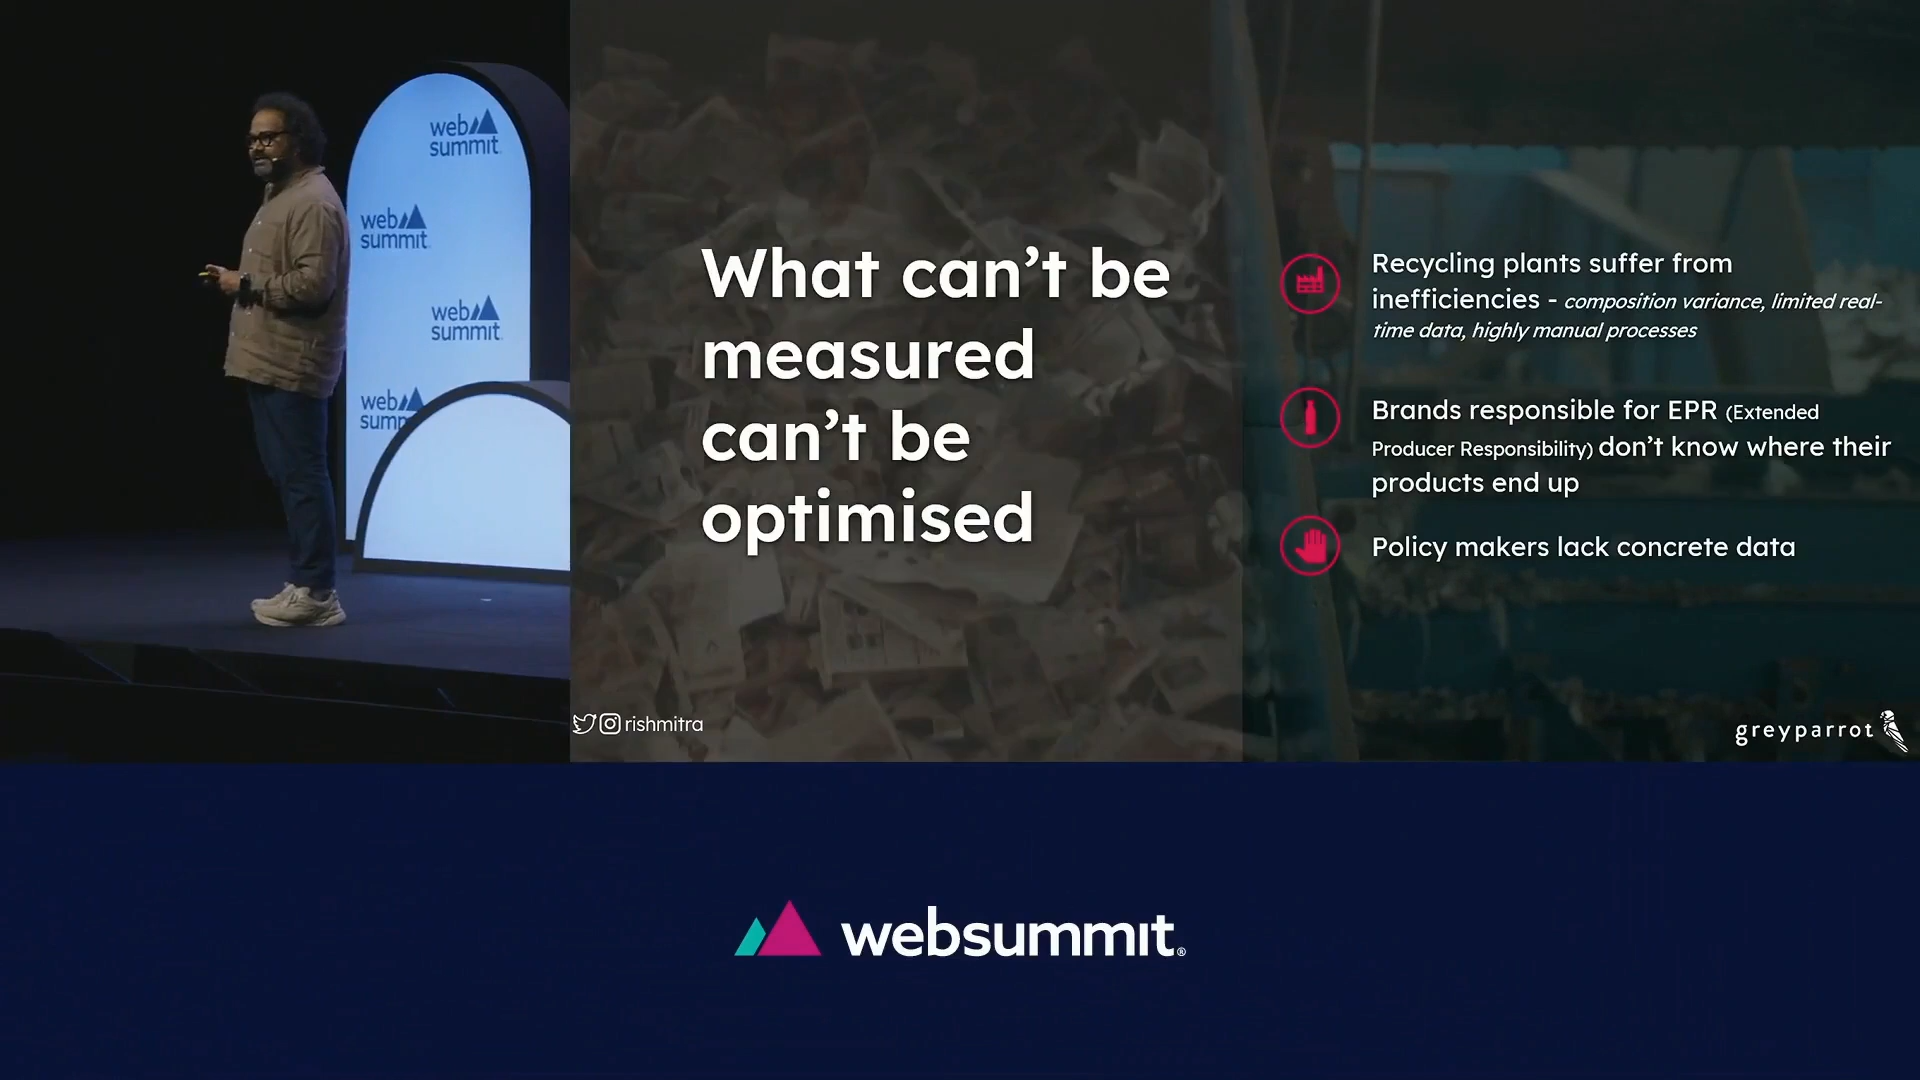 web
summit
web
summit
web
summit
web
What can’t be
measured
can’t be
optimised
Recycling plants suffer from
inefficiencies - composition variance, limited real-
time data, highly manual processes
Brands responsible for EPR (Extended
Producer Responsibility) don’t know where their
products end up
Policy makers lack concrete data
rishmitra
greyparrot
websummit®